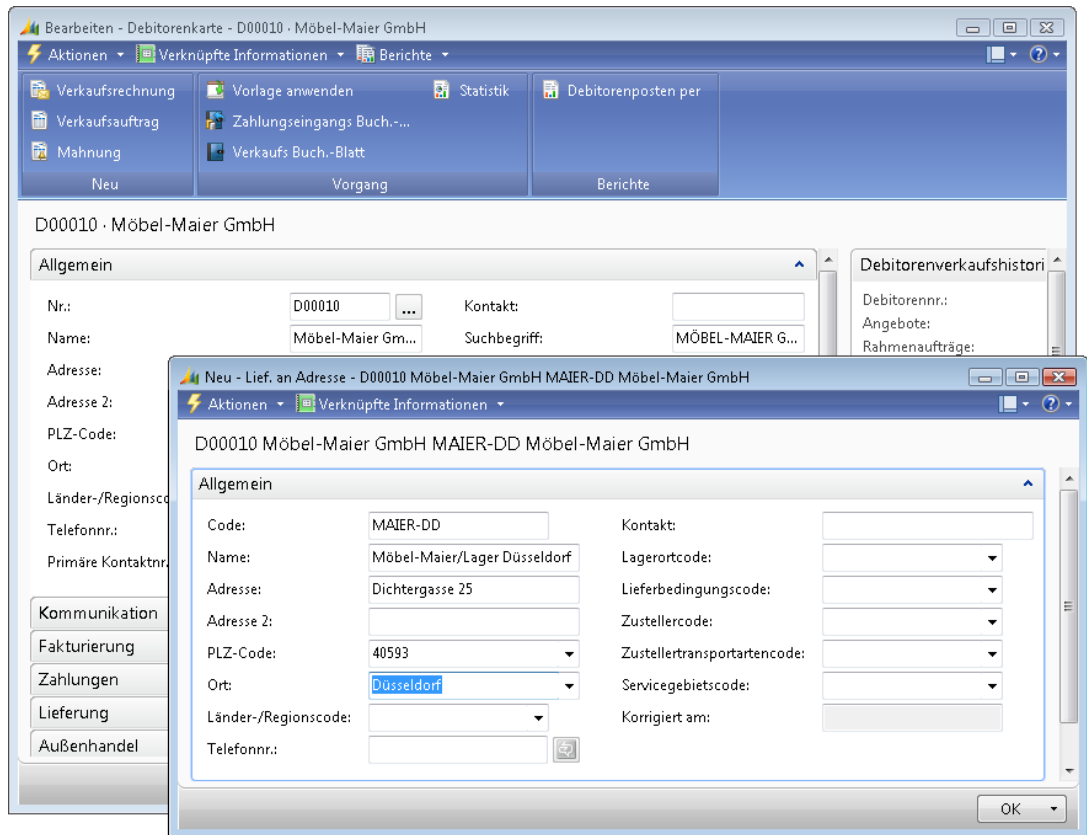 Bearbeiten - Debitorenkarte - D00010 · Möbel-Maier GmbH
Aktionen Verknüpfte Informationen Berichte
Verkaufsrechnung Vorlage anwenden Statistik Debitorenposten per
Verkaufsauftrag Zahlungseingangs Buch.-...
Mahnung Verkaufs Buch.-Blatt
Neu Vorgang Berichte
D00010 · Möbel-Maier GmbH
Allgemein
Nr.: D00010 ... Kontakt:
Name: Möbel-Maier Gm... Suchbegriff: MÖBEL-MAIER G...
Adresse:
Adresse 2:
PLZ-Code:
Ort:
Länder-/Regionsco
Telefonnr.:
Primäre Kontaktnr.
Kommunikation
Fakturierung
Zahlungen
Lieferung
Außenhandel
Debitorenverkaufshistori
Debitorennr.:
Angebote:
Rahmenaufträge:
Neu - Lief. an Adresse - D00010 Möbel-Maier GmbH MAIER-DD Möbel-Maier GmbH
Aktionen Verknüpfte Informationen
D00010 Möbel-Maier GmbH MAIER-DD Möbel-Maier GmbH
Allgemein
Code: MAIER-DD Kontakt:
Name: Möbel-Maier/Lager Düsseldorf Lagerortcode:
Adresse: Dichtergasse 25 Lieferbedingungscode:
Adresse 2: Zustellercode:
PLZ-Code: 40593 Zustellertransportartencode:
Ort: Düsseldorf Servicegebietscode:
Länder-/Regionscode: Korrigiert am:
Telefonnr.:
OK